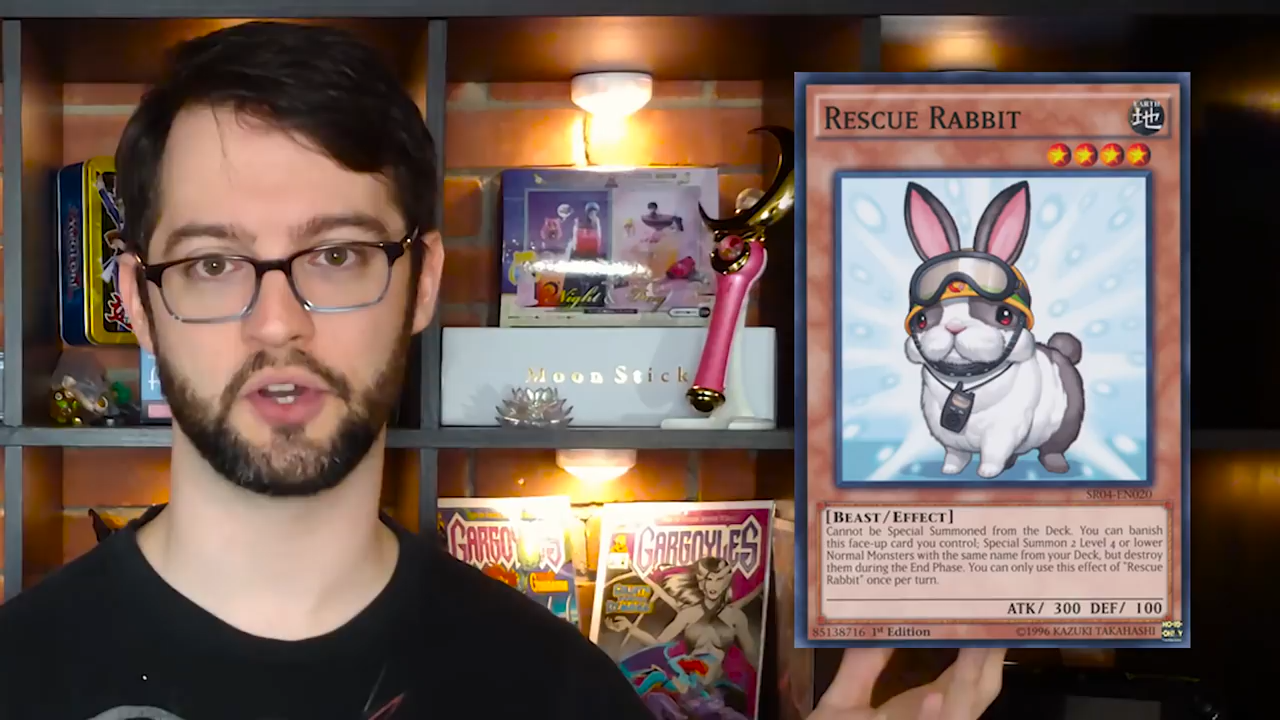 RESCUE RABBIT
EARTH
地
Night &
Moon Stick
SR04-EN020
[BEAST/EFFECT]
Cannot be Special Summoned from the Deck. You can banish
this face-up card you control; Special Summon 2 Level 4 or lower
Normal Monsters with the same name from your Deck, but destroy
them during the End Phase. You can only use this effect of "Rescue
Rabbit" once per turn.
ATK/ 300 DEF/ 100
85138716 1st Edition ©1996 KAZUKI TAKAHASHI
GARGOYLES